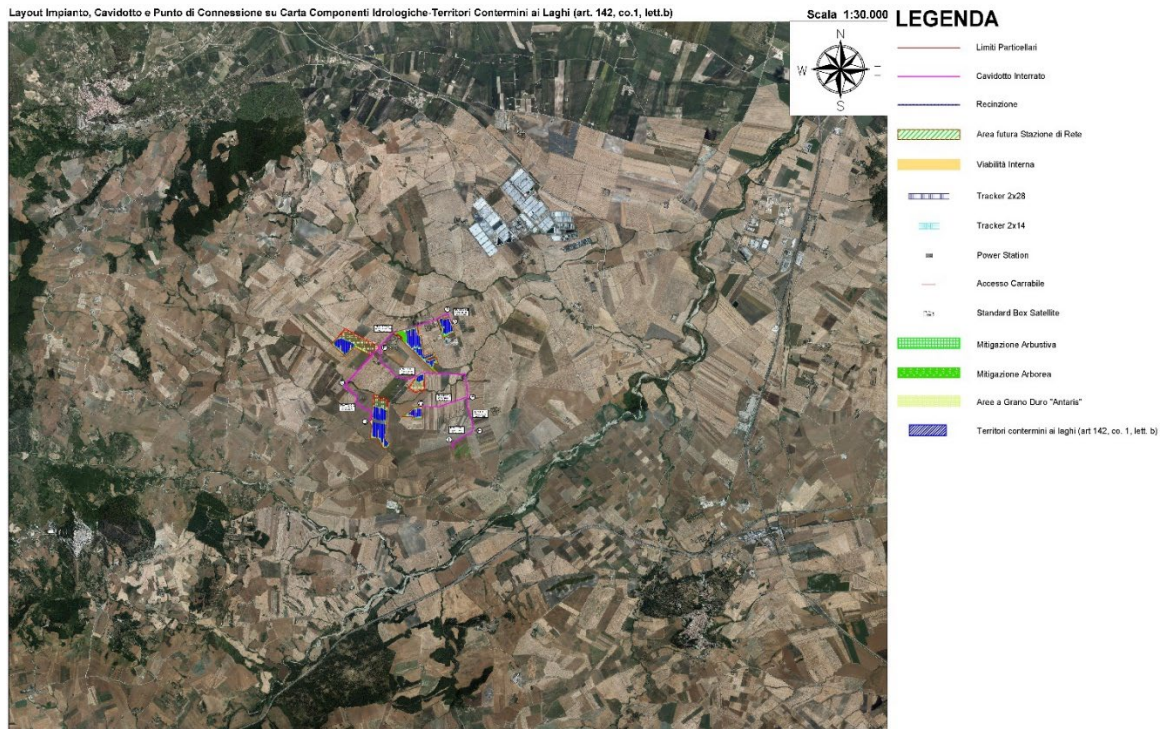 Layout Impianto, Cavidotto e Punto di Connessione su Carta Componenti Idrologiche-Territori Contermini ai Laghi (art. 142, co.1, lett.b)
Scala 1:30.000
LEGENDA
N
W
S
Limiti Particellari
Cavidotto Interrato
Recinzione
Area futura Stazione di Rete
Viabilità Interna
Tracker 2x28
Tracker 2x14
Power Station
Accesso Carrabile
Standard Box Satellite
Mitigazione Arbustiva
Mitigazione Arborea
Aree a Grano Duro "Antaria"
Territori contermini ai laghi (art 142, co. 1, lett. b)